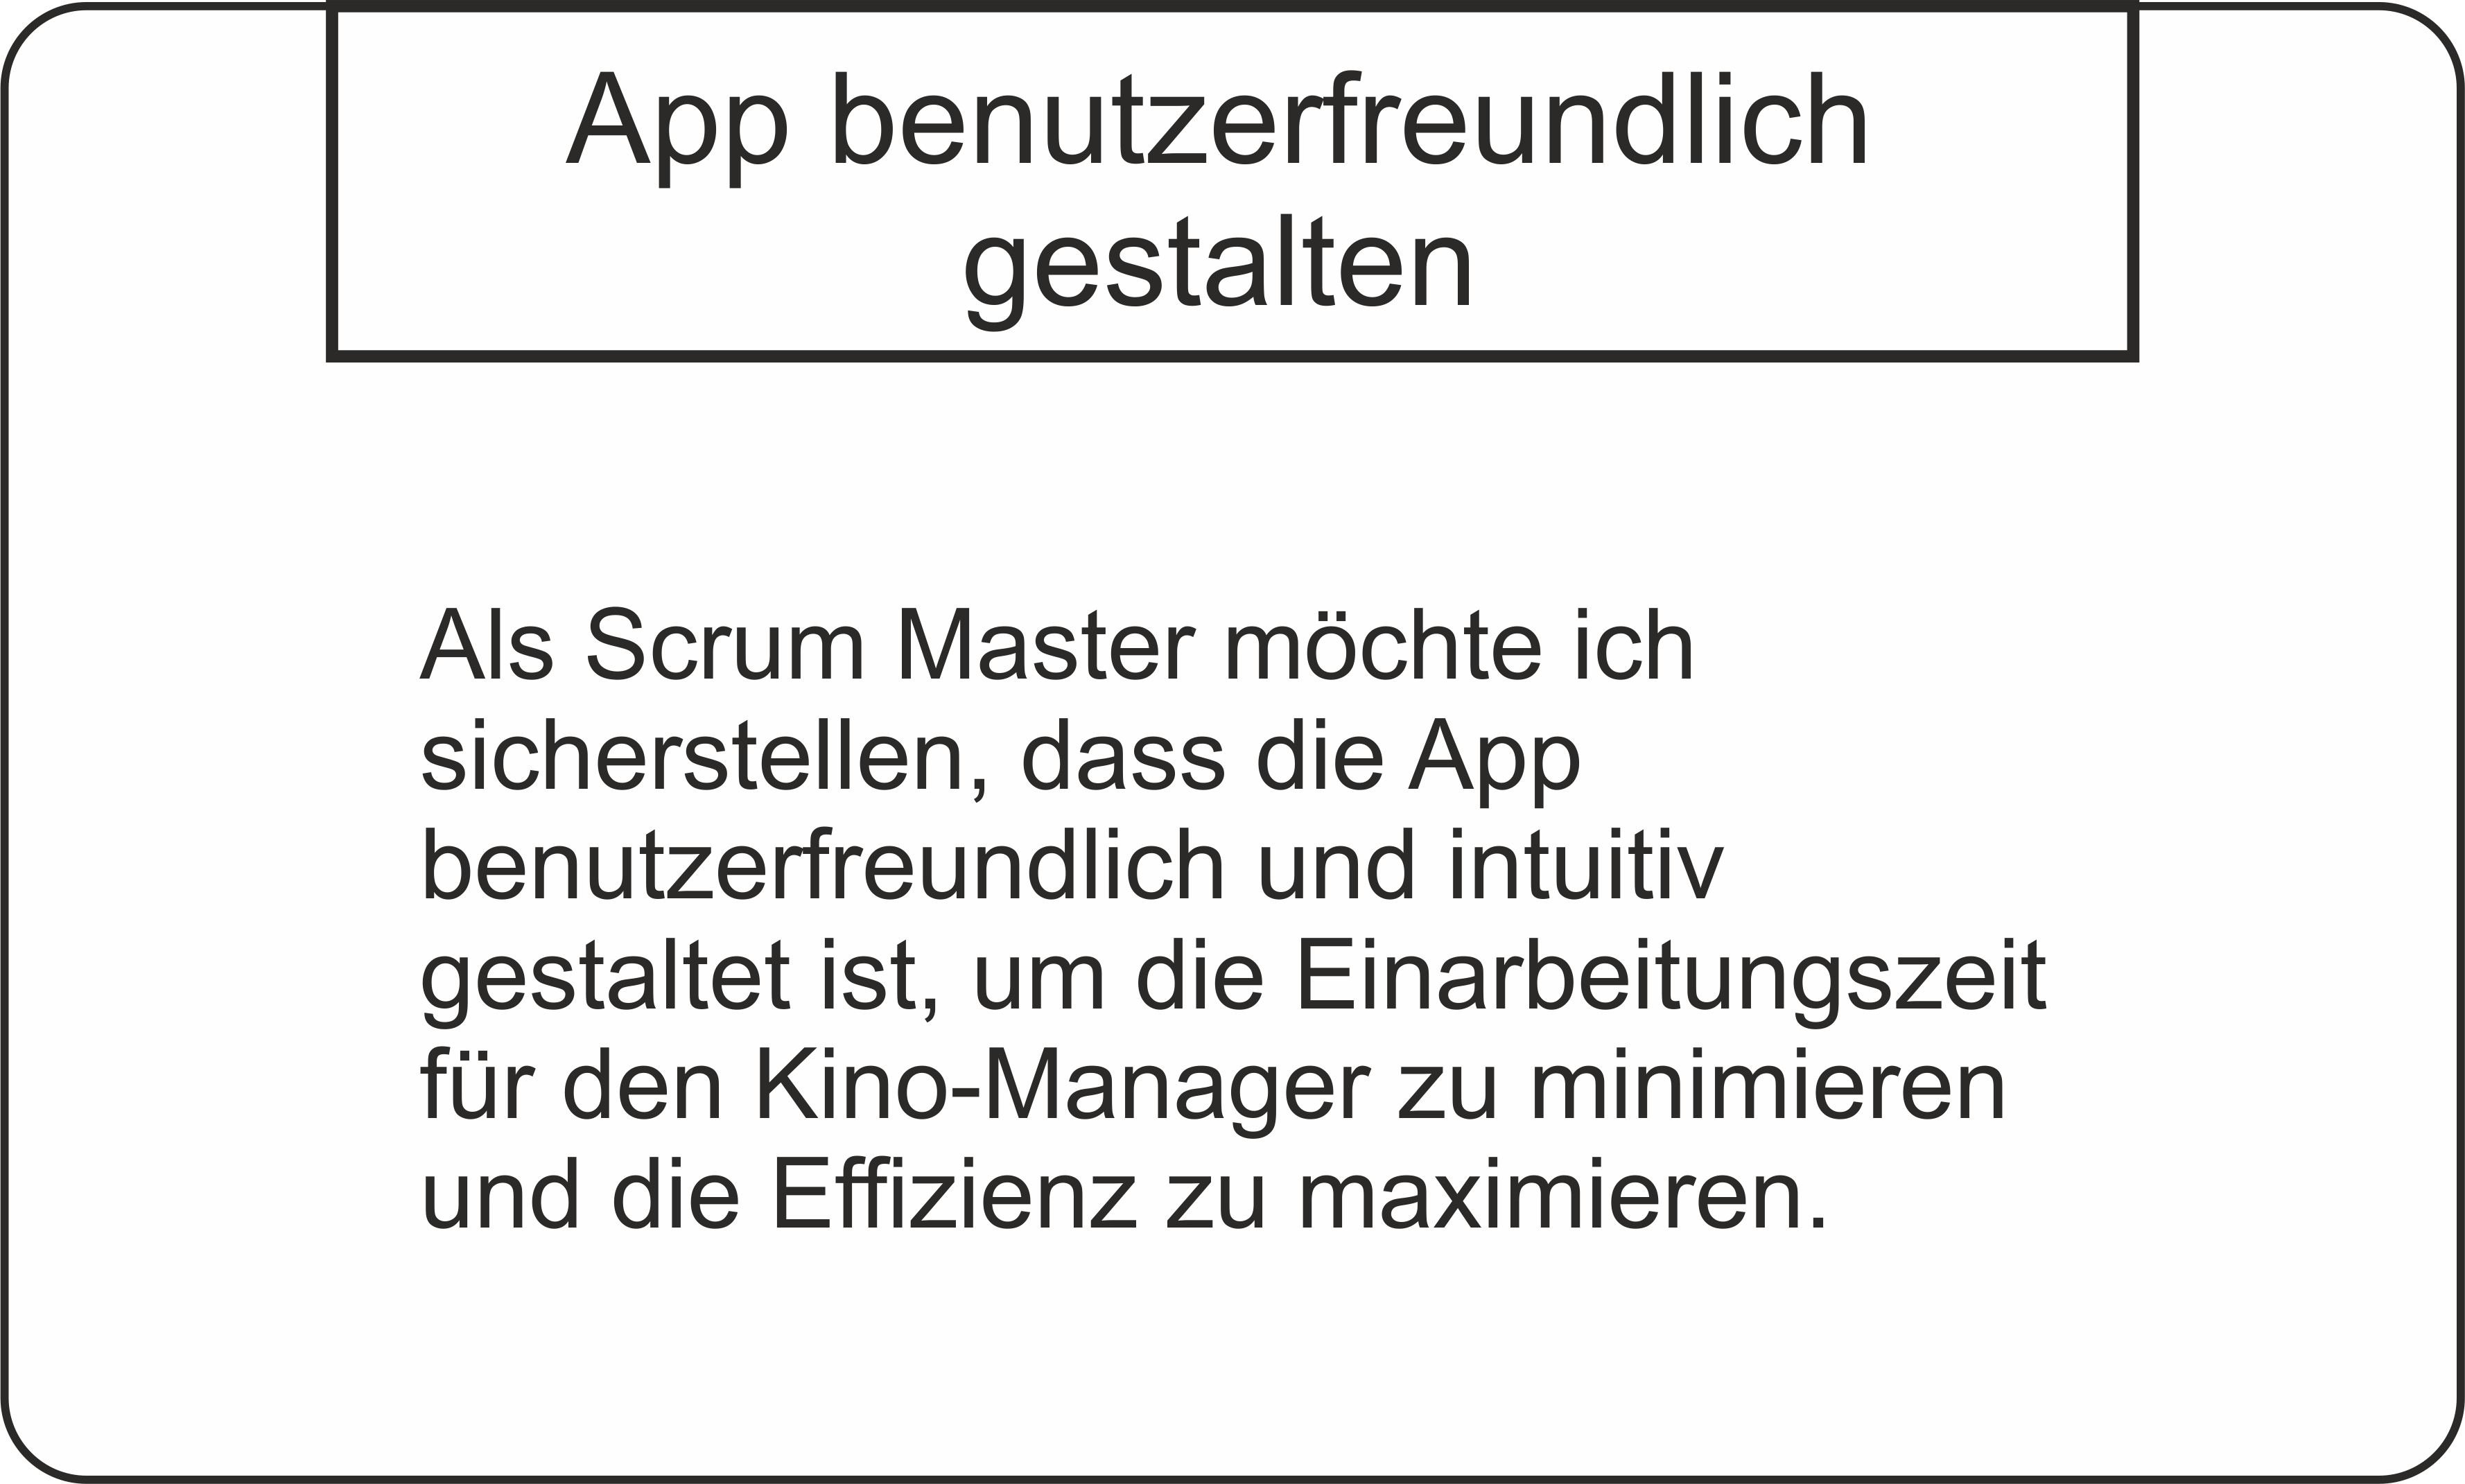 App benutzerfreundlich
gestalten
Als Scrum Master möchte ich
sicherstellen, dass die App
benutzerfreundlich und intuitiv
gestaltet ist, um die Einarbeitungszeit
für den Kino-Manager zu minimieren
und die Effizienz zu maximieren.